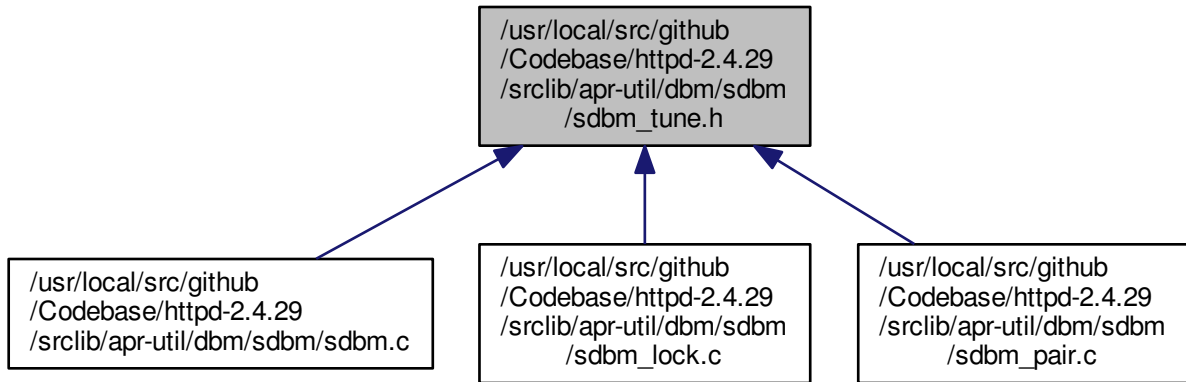 /usr/local/src/github
/Codebase/httpd-2.4.29
/srclib/apr-util/dbm/sdbm
/sdbm_tune.h
/usr/local/src/github
/Codebase/httpd-2.4.29
/srclib/apr-util/dbm/sdbm/sdbm.c
/usr/local/src/github
/Codebase/httpd-2.4.29
/srclib/apr-util/dbm/sdbm
/sdbm_lock.c
/usr/local/src/github
/Codebase/httpd-2.4.29
/srclib/apr-util/dbm/sdbm
/sdbm_pair.c